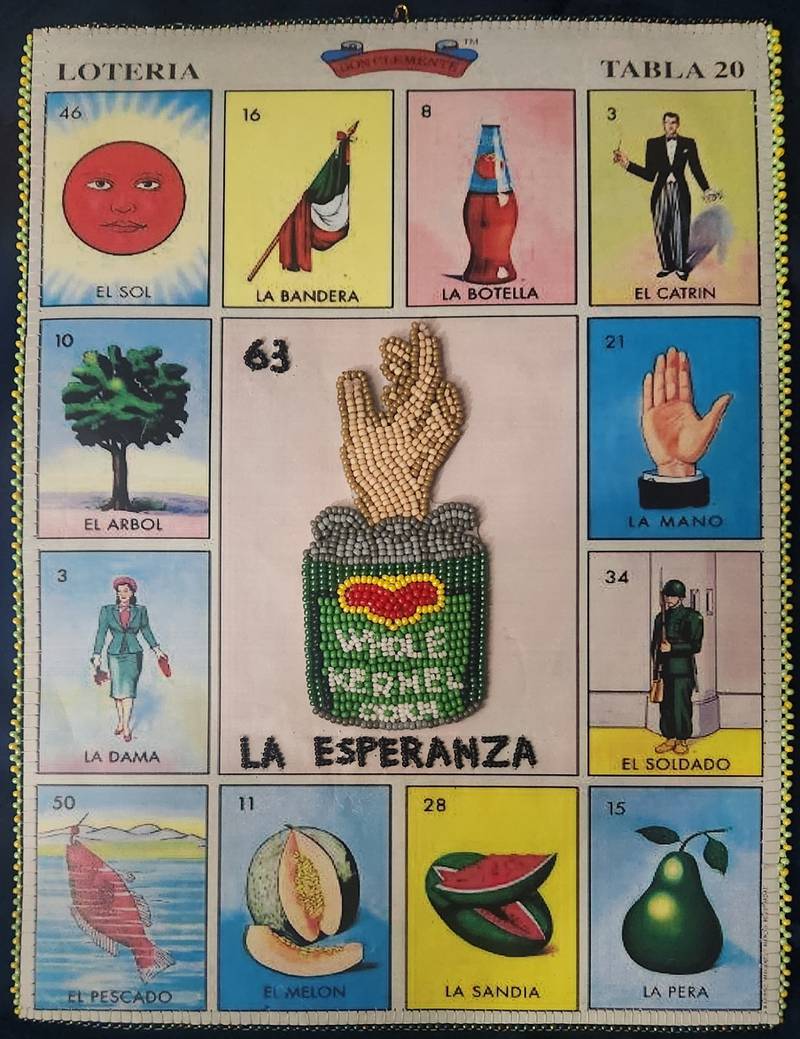 LOTERIA
DON CLEMENTE TM
TABLA 20
46
EL SOL
16
LA BANDERA
8
LA BOTELLA
3
EL CATRIN
10
EL ARBOL
63
WHOLE
KERNEL
CORN
LA ESPERANZA
21
LA MANO
3
LA DAMA
34
EL SOLDADO
50
EL PESCADO
11
EL MELON
28
LA SANDIA
15
LA PERA